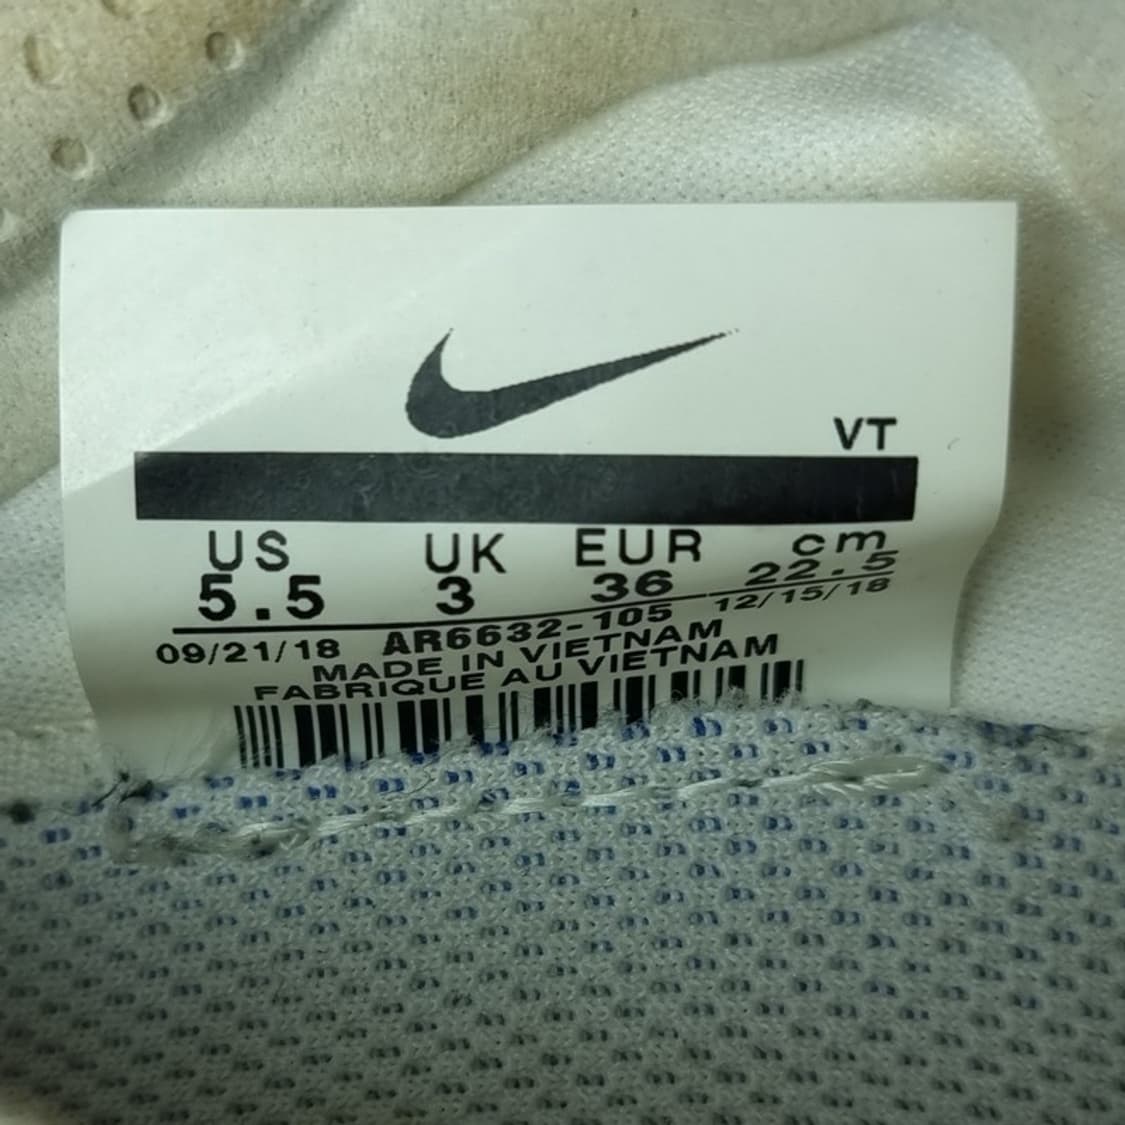 VT
US UK EUR cm
5.5 3 36 22.5
09/21/18 AR6632-105 12/15/18
MADE IN VIETNAM
FABRIQUE AU VIETNAM